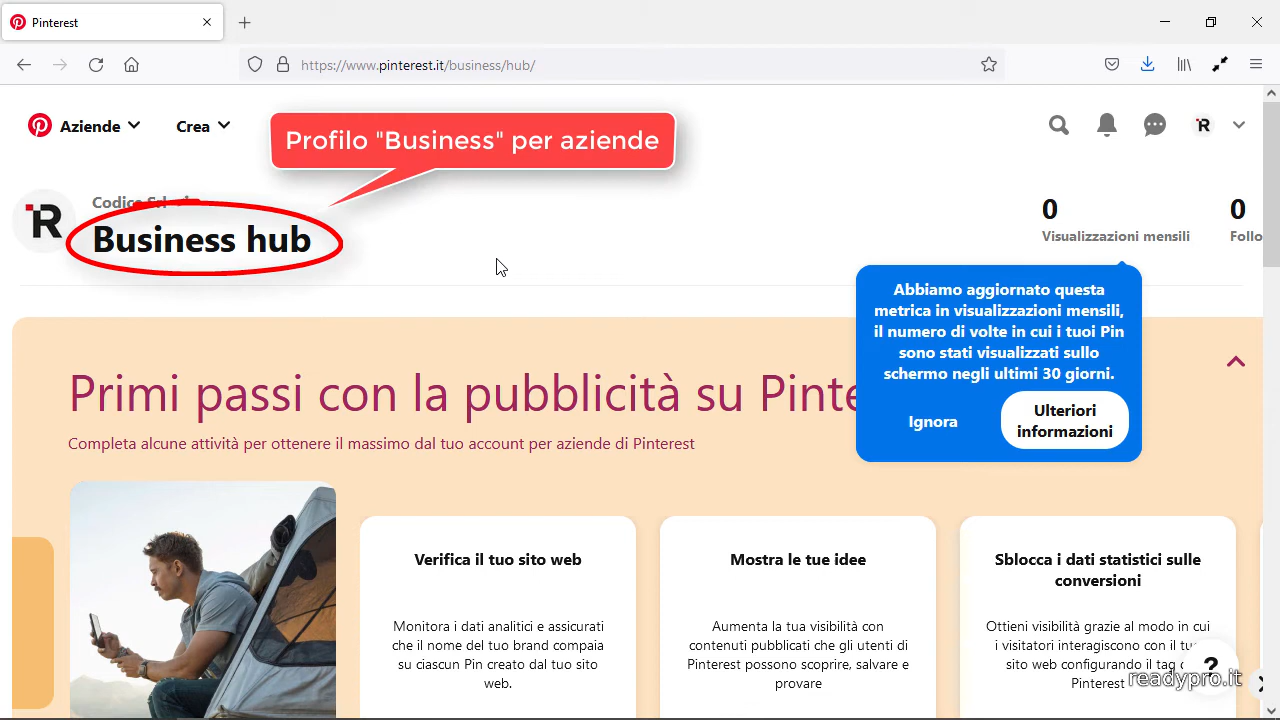 Pinterest
https://www.pinterest.it/business/hub/
Aziende
Crea
Profilo "Business" per aziende
Business hub
0
Visualizzazioni mensili
0
Follo
Abbiamo aggiornato questa
metrica in visualizzazioni mensili,
il numero di volte in cui i tuoi Pin
sono stati visualizzati sullo
schermo negli ultimi 30 giorni.
Ignora
Ulteriori
informazioni
Primi passi con la pubblicità su Pinte
Completa alcune attività per ottenere il massimo dal tuo account per aziende di Pinterest
Verifica il tuo sito web
Monitora i dati analitici e assicurati
che il nome del tuo brand compaia
su ciascun Pin creato dal tuo sito
web.
Mostra le tue idee
Aumenta la tua visibilità con
contenuti pubblicati che gli utenti di
Pinterest possono scoprire, salvare e
provare
Sblocca i dati statistici sulle
conversioni
Ottieni visibilità grazie al modo in cui
i visitatori interagiscono con il tuo
sito web configurando il tag
Pinterest
?
readypro.it